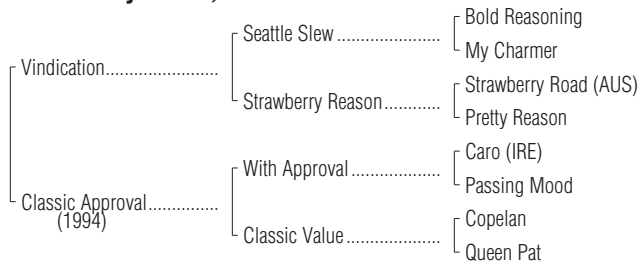 Bold Reasoning
Seattle Slew
My Charmer
Vindication
Strawberry Road (AUS)
Strawberry Reason
Pretty Reason
Caro (IRE)
With Approval
Passing Mood
Classic Approval
(1994)
Copelan
Classic Value
Queen Pat